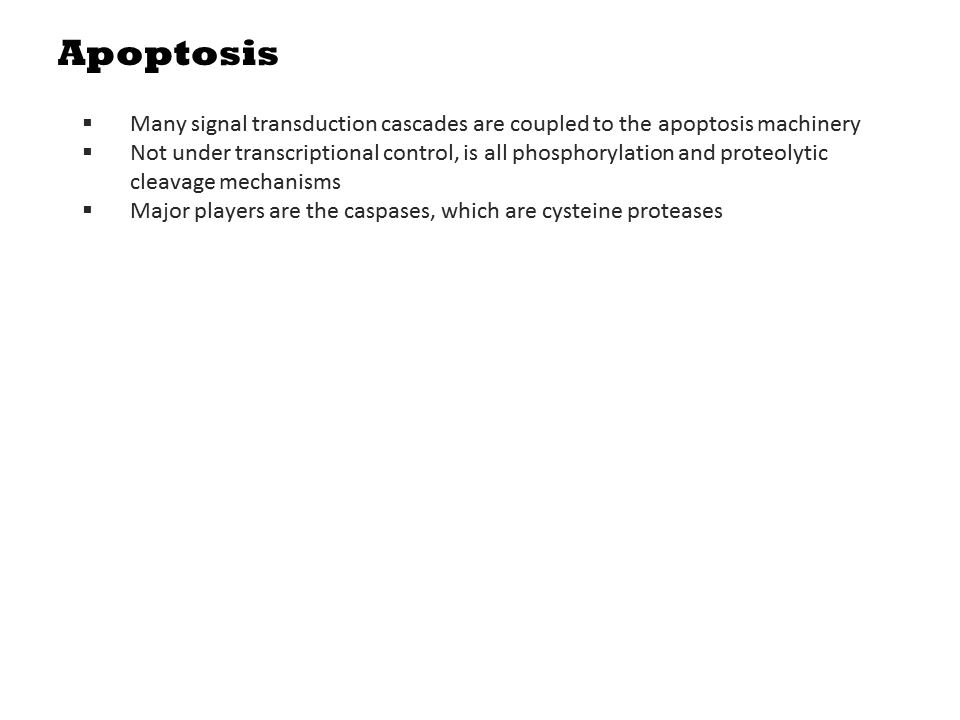 Apoptosis
▪ Many signal transduction cascades are coupled to the apoptosis machinery
▪ Not under transcriptional control, is all phosphorylation and proteolytic
cleavage mechanisms
▪ Major players are the caspases, which are cysteine proteases